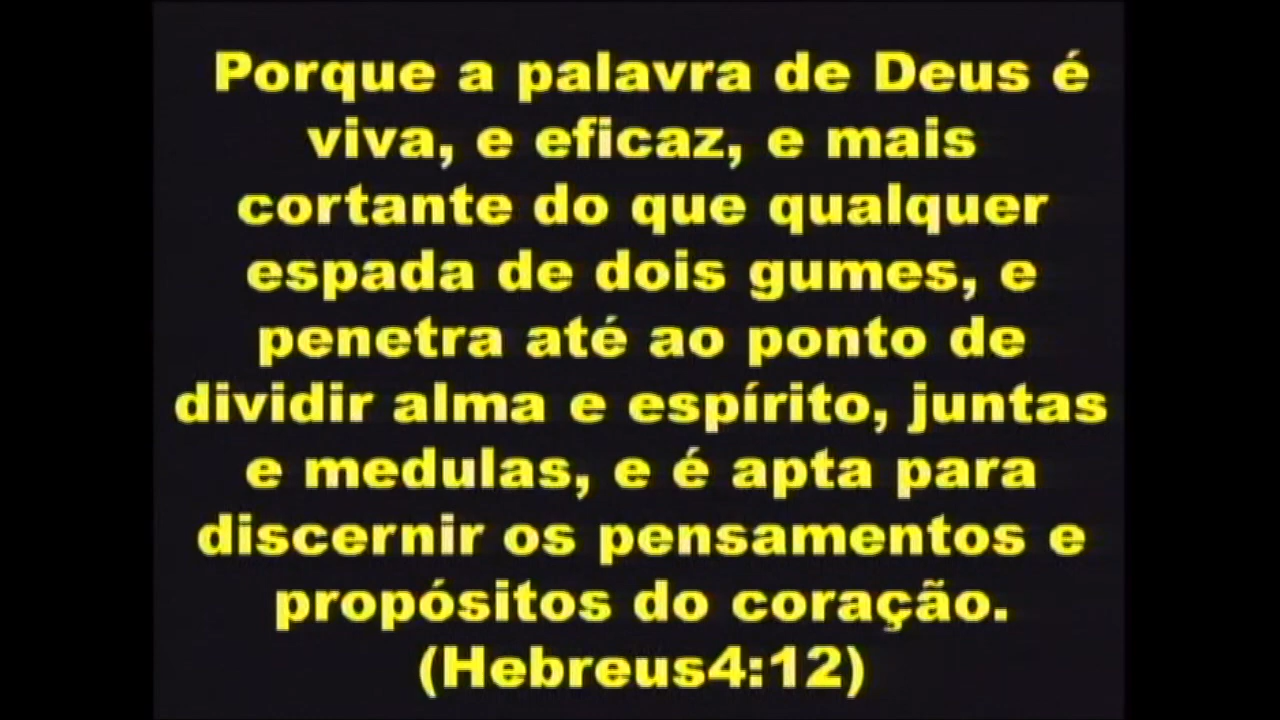 Porque a palavra de Deus é
viva, e eficaz, e mais
cortante do que qualquer
espada de dois gumes, e
penetra até ao ponto de
dividir alma e espírito, juntas
e medulas, e é apta para
discernir os pensamentos e
propósitos do coração.
(Hebreus4:12)